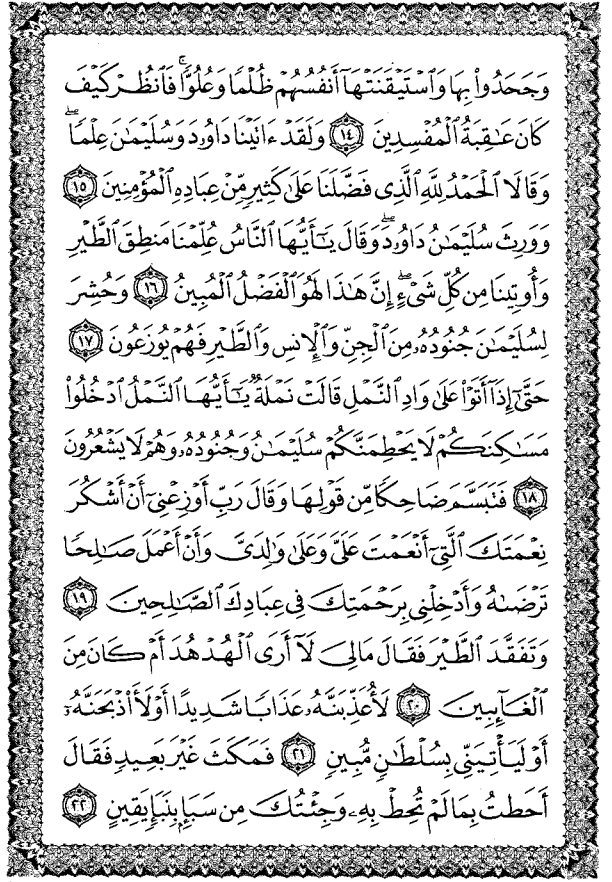 وَجَحَدُواْ بِهَا وَٱسْتَيْقَنَتْهَآ أَنفُسُهُمْ ظُلْمًا وَعُلُوًّا ۚ فَٱنظُرْ كَيْفَ
كَانَ عَـٰقِبَةُ ٱلْمُفْسِدِينَ ١٤ وَلَقَدْ ءَاتَيْنَا دَاوُۥدَ وَسُلَيْمَـٰنَ عِلْمًا ۖ
وَقَالَا ٱلْحَمْدُ لِلَّهِ ٱلَّذِى فَضَّلَنَا عَلَىٰ كَثِيرٍ مِّنْ عِبَادِهِ ٱلْمُؤْمِنِينَ ١٥
وَوَرِثَ سُلَيْمَـٰنُ دَاوُۥدَ ۖ وَقَالَ يَـٰٓأَيُّهَا ٱلنَّاسُ عُلِّمْنَا مَنطِقَ ٱلطَّيْرِ
وَأُوتِينَا مِن كُلِّ شَىْءٍ ۖ إِنَّ هَـٰذَا لَهُوَ ٱلْفَضْلُ ٱلْمُبِينُ ١٦ وَحُشِرَ
لِسُلَيْمَـٰنَ جُنُودُهُۥ مِنَ ٱلْجِنِّ وَٱلْإِنسِ وَٱلطَّيْرِ فَهُمْ يُوزَعُونَ ١٧
حَتَّىٰٓ إِذَآ أَتَوْاْ عَلَىٰ وَادِ ٱلنَّمْلِ قَالَتْ نَمْلَةٌ يَـٰٓأَيُّهَا ٱلنَّمْلُ ٱدْخُلُواْ
مَسَـٰكِنَكُمْ لَا يَحْطِمَنَّكُمْ سُلَيْمَـٰنُ وَجُنُودُهُۥ وَهُمْ لَا يَشْعُرُونَ
١٨ فَتَبَسَّمَ ضَاحِكًا مِّن قَوْلِهَا وَقَالَ رَبِّ أَوْزِعْنِىٓ أَنْ أَشْكُرَ
نِعْمَتَكَ ٱلَّتِىٓ أَنْعَمْتَ عَلَىَّ وَعَلَىٰ وَٰلِدَىَّ وَأَنْ أَعْمَلَ صَـٰلِحًا
تَرْضَىٰهُ وَأَدْخِلْنِى بِرَحْمَتِكَ فِى عِبَادِكَ ٱلصَّـٰلِحِينَ ١٩
وَتَفَقَّدَ ٱلطَّيْرَ فَقَالَ مَالِىَ لَآ أَرَى ٱلْهُدْهُدَ أَمْ كَانَ مِنَ
ٱلْغَآئِبِينَ ٢٠ لَأُعَذِّبَنَّهُۥ عَذَابًا شَدِيدًا أَوْ لَأَاْذْبَحَنَّهُۥٓ
أَوْ لَيَأْتِيَنِّى بِسُلْطَـٰنٍ مُّبِينٍ ٢١ فَمَكَثَ غَيْرَ بَعِيدٍ فَقَالَ
أَحَطتُ بِمَا لَمْ تُحِطْ بِهِۦ وَجِئْتُكَ مِن سَبَإٍ بِنَبَإٍ يَقِينٍ ٢٢